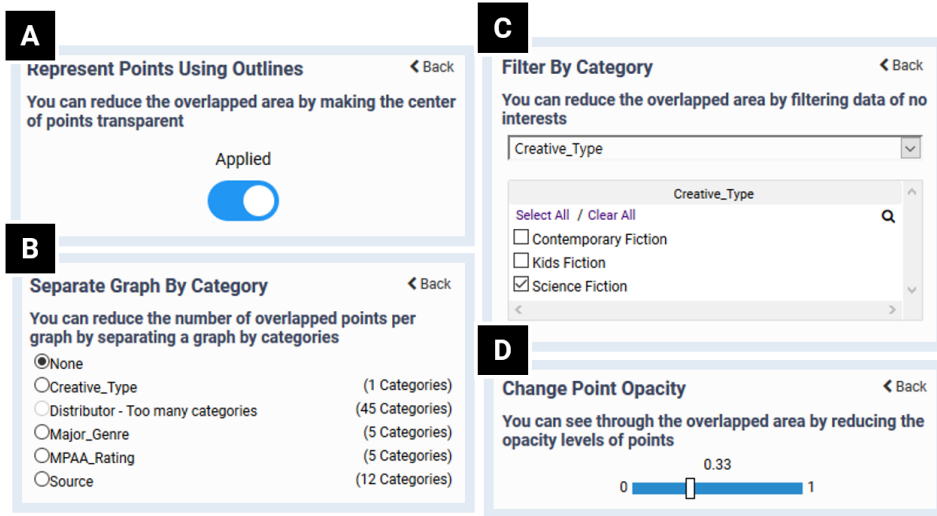 A
Represent Points Using Outlines
Back
You can reduce the overlapped area by making the center
of points transparent
Applied
B
Separate Graph By Category
Back
You can reduce the number of overlapped points per
graph by separating a graph by categories
None
Creative_Type (1 Categories)
Distributor - Too many categories (45 Categories)
Major_Genre (5 Categories)
MPAA_Rating (5 Categories)
Source (12 Categories)
C
Filter By Category
Back
You can reduce the overlapped area by filtering data of no
interests
Creative_Type
Creative_Type
Select All / Clear All
Contemporary Fiction
Kids Fiction
Science Fiction
D
Change Point Opacity
Back
You can see through the overlapped area by reducing the
opacity levels of points
0.33
0 1